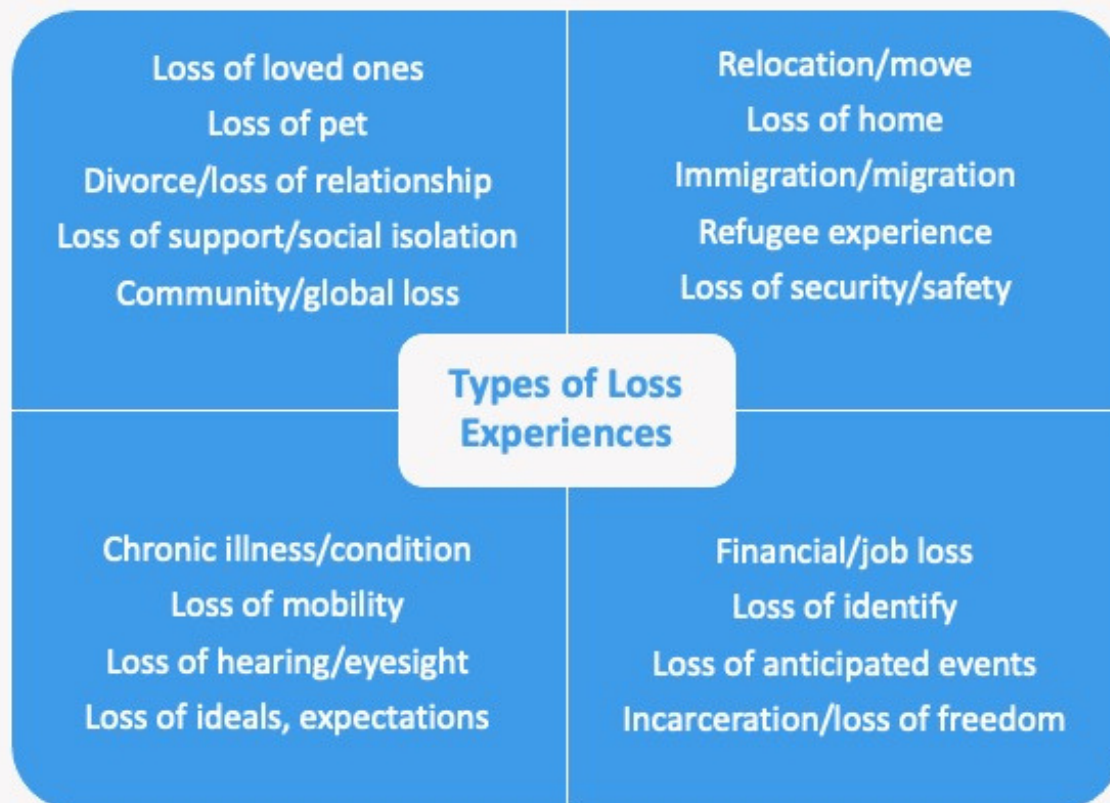 Loss of loved ones
Loss of pet
Divorce/loss of relationship
Loss of support/social isolation
Community/global loss
Relocation/move
Loss of home
Immigration/migration
Refugee experience
Loss of security/safety
Types of Loss
Experiences
Chronic illness/condition
Loss of mobility
Loss of hearing/eyesight
Loss of ideals, expectations
Financial/job loss
Loss of identify
Loss of anticipated events
Incarceration/loss of freedom